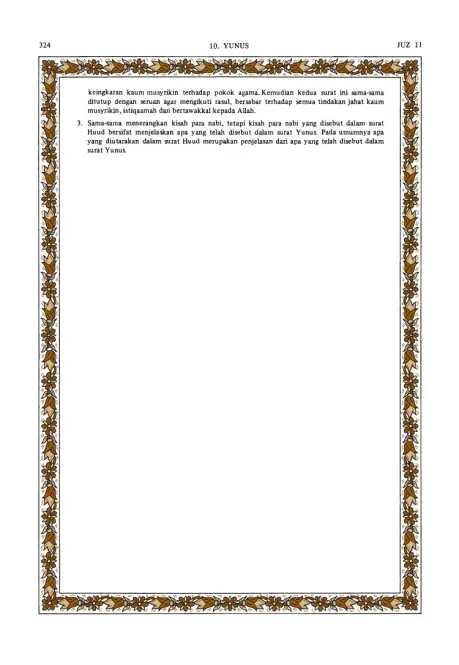 324 10. YUNUS JUZ 11
keingkaran kaum musyrikin terhadap pokok agama. Kemudian kedua surat ini sama-sama
ditutup dengan seruan agar mengikuti rasul, bersabar terhadap semua tindakan jahat kaum
musyrikin, istiqaamah dan bertawakkal kepada Allah.
3. Sama-sama menerangkan kisah para nabi, tetapi kisah para nabi yang disebut dalam surat
Huud bersifat menjelaskan apa yang telah disebut dalam surat Yunus. Pada umumnya apa
yang diutarakan dalam surat Huud merupakan penjelasan dari apa yang telah disebut dalam
surat Yunus.